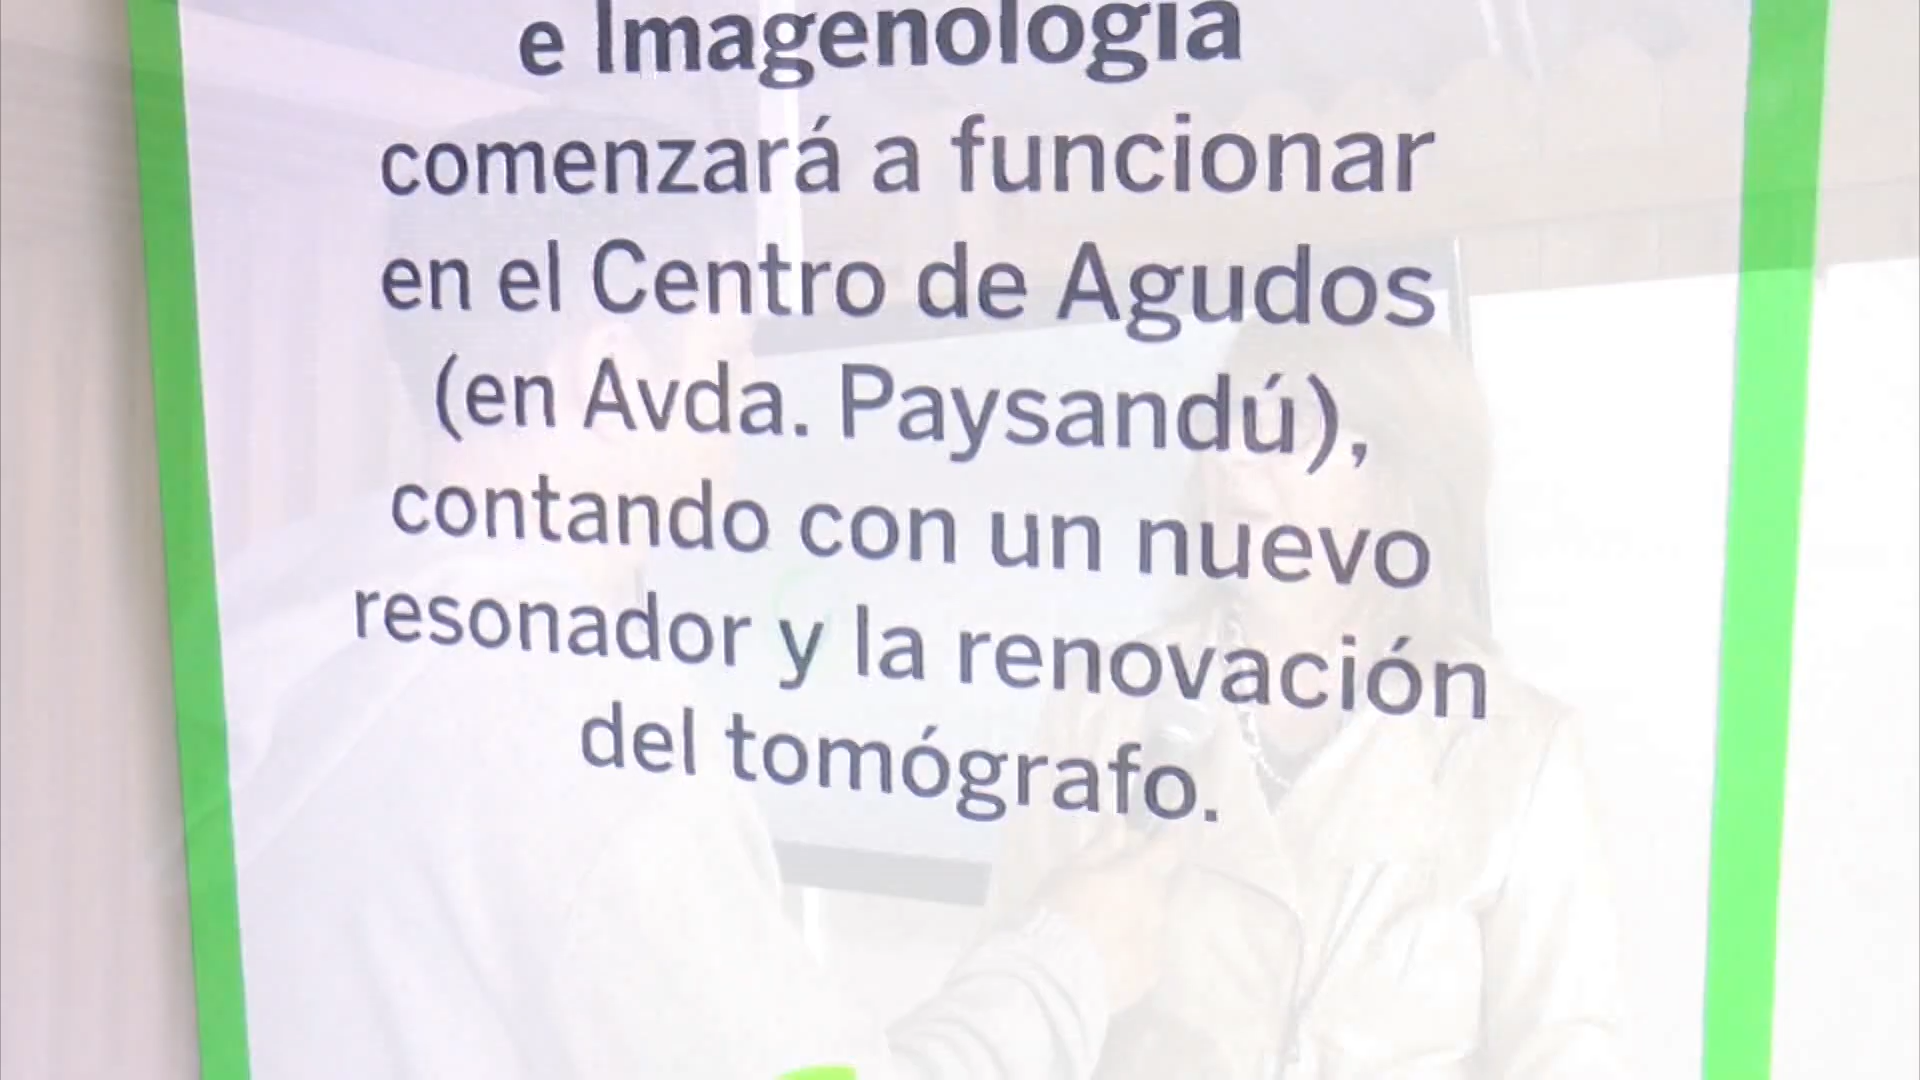 e Imagenología
comenzará a funcionar
en el Centro de Agudos
(en Avda. Paysandú),
contando con un nuevo
resonador y la renovación
del tomógrafo.